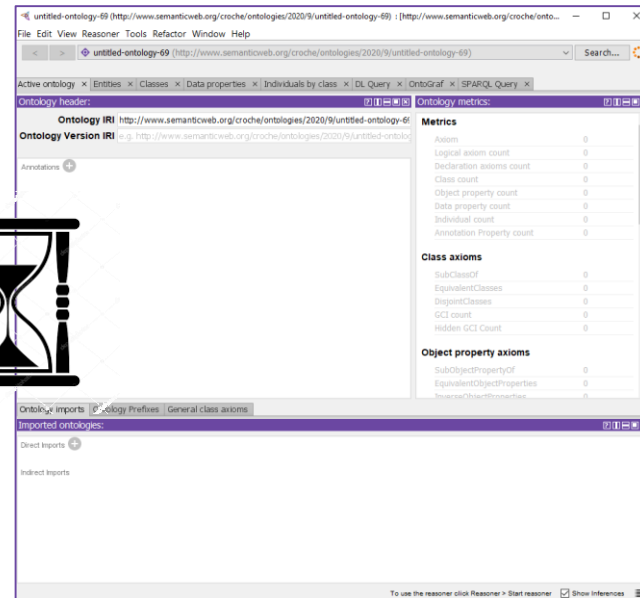 untitled-ontology-69 (http://www.semanticweb.org/croche/ontologies/2020/9/untitled-ontology-69) : [http://www.semanticweb.org/croche/onto...
File Edit View Reasoner Tools Refactor Window Help
< > untitled-ontology-69 (http://www.semanticweb.org/croche/ontologies/2020/9/untitled-ontology-69) Search...
Active ontology × Entities × Classes × Data properties × Individuals by class × DL Query × OntoGraf × SPARQL Query ×
Ontology header:
Ontology IRI http://www.semanticweb.org/croche/ontologies/2020/9/untitled-ontology-69
Ontology Version IRI e.g. http://www.semanticweb.org/croche/ontologies/2020/9/untitled-ontolog
Annotations
Ontology metrics:
Metrics
Axiom 0
Logical axiom count 0
Declaration axioms count 0
Class count 0
Object property count 0
Data property count 0
Individual count 0
Annotation Property count 0
Class axioms
SubClassOf 0
EquivalentClasses 0
DisjointClasses 0
GCI count 0
Hidden GCI Count 0
Object property axioms
SubObjectPropertyOf 0
EquivalentObjectProperties 0
InverseObjectProperties 0
Ontology imports Ontology Prefixes General class axioms
Imported ontologies:
Direct Imports
Indirect Imports
To use the reasoner click Reasoner > Start reasoner Show Inferences